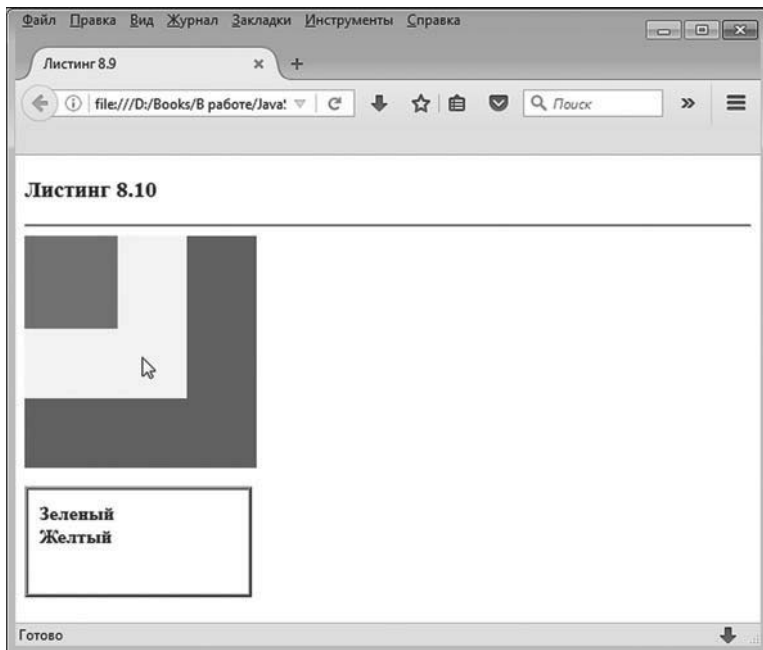 Файл Правка Вид Журнал Закладки Инструменты Справка
Листинг 8.9
file:///D:/Books/В работе/Java!
Поиск
Листинг 8.10
Зеленый
Желтый
Готово